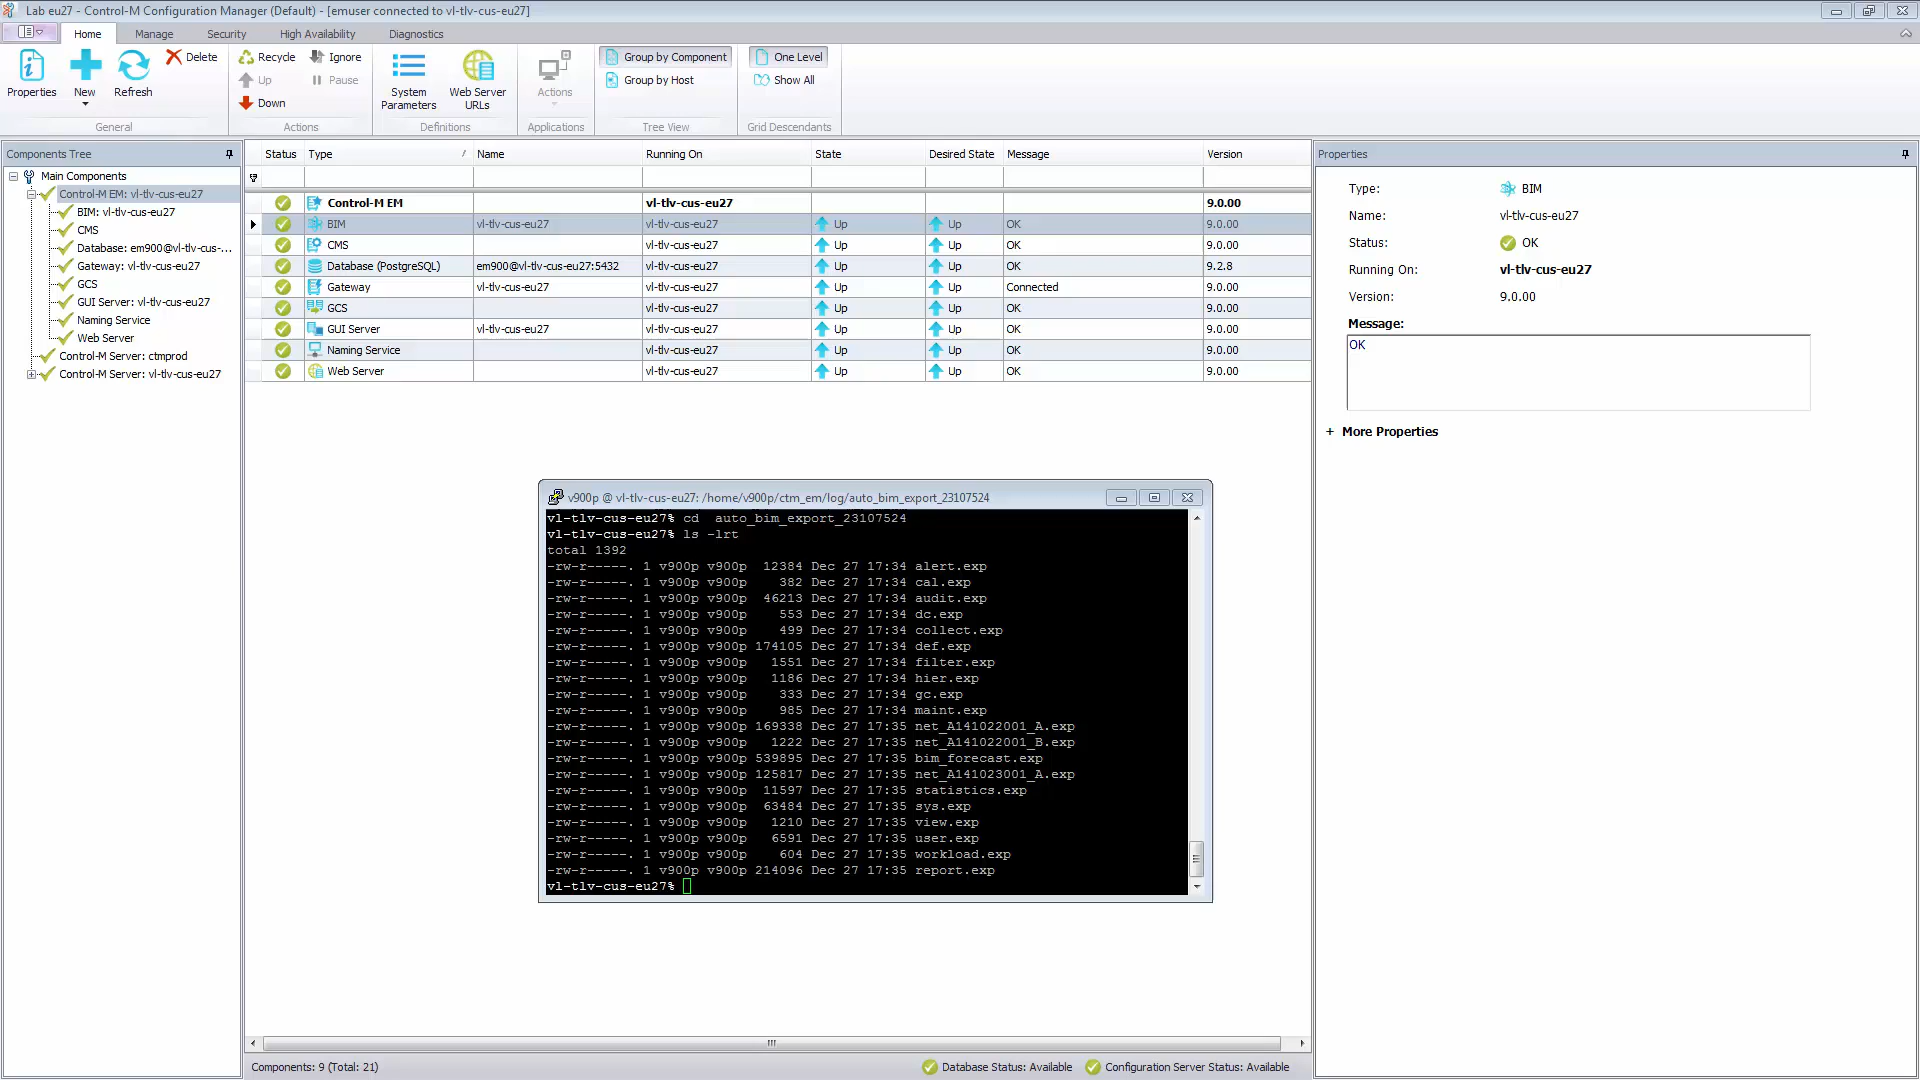 Lab eu27 - Control-M Configuration Manager (Default) - [emuser connected to vl-tlv-cus-eu27]
Home Manage Security High Availability Diagnostics
Properties New Refresh Delete
General
Recycle Ignore
Up Pause
Down
Actions
System Parameters Web Server URLs
Definitions
Actions
Applications
Group by Component
Group by Host
Tree View
One Level
Show All
Grid Descendants
Components Tree
Main Components
Control-M EM: vl-tlv-cus-eu27
BIM: vl-tlv-cus-eu27
CMS
Database: em900@vl-tlv-cus-...
Gateway: vl-tlv-cus-eu27
GCS
GUI Server: vl-tlv-cus-eu27
Naming Service
Web Server
Control-M Server: ctmprod
Control-M Server: vl-tlv-cus-eu27
Status Type / Name Running On State Desired State Message Version
Control-M EM vl-tlv-cus-eu27 9.0.00
BIM vl-tlv-cus-eu27 vl-tlv-cus-eu27 Up Up OK 9.0.00
CMS vl-tlv-cus-eu27 Up Up OK 9.0.00
Database (PostgreSQL) em900@vl-tlv-cus-eu27:5432 vl-tlv-cus-eu27 Up Up OK 9.2.8
Gateway vl-tlv-cus-eu27 vl-tlv-cus-eu27 Up Up Connected 9.0.00
GCS vl-tlv-cus-eu27 Up Up OK 9.0.00
GUI Server vl-tlv-cus-eu27 vl-tlv-cus-eu27 Up Up OK 9.0.00
Naming Service vl-tlv-cus-eu27 Up Up OK 9.0.00
Web Server vl-tlv-cus-eu27 Up Up OK 9.0.00
Properties
Type: BIM
Name: vl-tlv-cus-eu27
Status: OK
Running On: vl-tlv-cus-eu27
Version: 9.0.00
Message:
OK
+ More Properties
v900p @ vl-tlv-cus-eu27: /home/v900p/ctm_em/log/auto_bim_export_23107524
vl-tlv-cus-eu27% cd  auto_bim_export_23107524
vl-tlv-cus-eu27% ls -lrt
total 1392
-rw-r-----. 1 v900p v900p  12384 Dec 27 17:34 alert.exp
-rw-r-----. 1 v900p v900p    382 Dec 27 17:34 cal.exp
-rw-r-----. 1 v900p v900p  46213 Dec 27 17:34 audit.exp
-rw-r-----. 1 v900p v900p    553 Dec 27 17:34 dc.exp
-rw-r-----. 1 v900p v900p    499 Dec 27 17:34 collect.exp
-rw-r-----. 1 v900p v900p 174105 Dec 27 17:34 def.exp
-rw-r-----. 1 v900p v900p   1551 Dec 27 17:34 filter.exp
-rw-r-----. 1 v900p v900p   1186 Dec 27 17:34 hier.exp
-rw-r-----. 1 v900p v900p    333 Dec 27 17:34 gc.exp
-rw-r-----. 1 v900p v900p    985 Dec 27 17:34 maint.exp
-rw-r-----. 1 v900p v900p 169338 Dec 27 17:35 net_A141022001_A.exp
-rw-r-----. 1 v900p v900p   1222 Dec 27 17:35 net_A141022001_B.exp
-rw-r-----. 1 v900p v900p 539895 Dec 27 17:35 bim_forecast.exp
-rw-r-----. 1 v900p v900p 125817 Dec 27 17:35 net_A141023001_A.exp
-rw-r-----. 1 v900p v900p  11597 Dec 27 17:35 statistics.exp
-rw-r-----. 1 v900p v900p  63484 Dec 27 17:35 sys.exp
-rw-r-----. 1 v900p v900p   1210 Dec 27 17:35 view.exp
-rw-r-----. 1 v900p v900p   6591 Dec 27 17:35 user.exp
-rw-r-----. 1 v900p v900p    604 Dec 27 17:35 workload.exp
-rw-r-----. 1 v900p v900p 214096 Dec 27 17:35 report.exp
vl-tlv-cus-eu27%
Components: 9 (Total: 21) Database Status: Available Configuration Server Status: Available